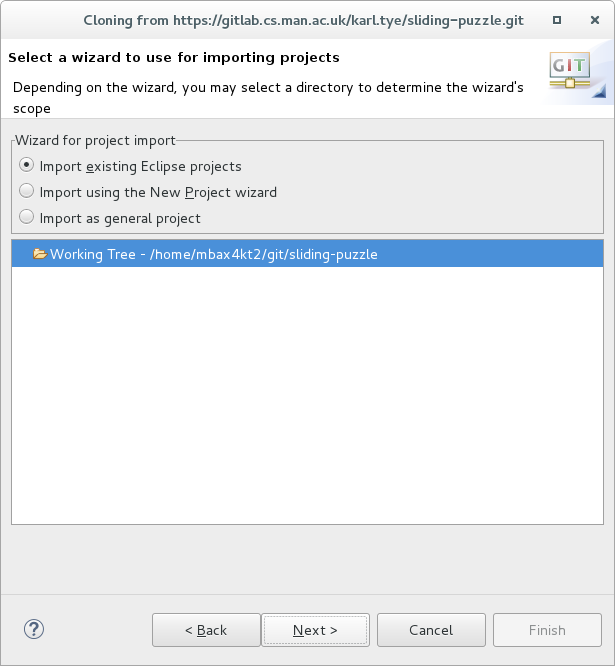 Cloning from https://gitlab.cs.man.ac.uk/karl.tye/sliding-puzzle.git
Select a wizard to use for importing projects
Depending on the wizard, you may select a directory to determine the wizard's
scope
GIT
Wizard for project import
Import existing Eclipse projects
Import using the New Project wizard
Import as general project
Working Tree - /home/mbax4kt2/git/sliding-puzzle
?
< Back
Next >
Cancel
Finish